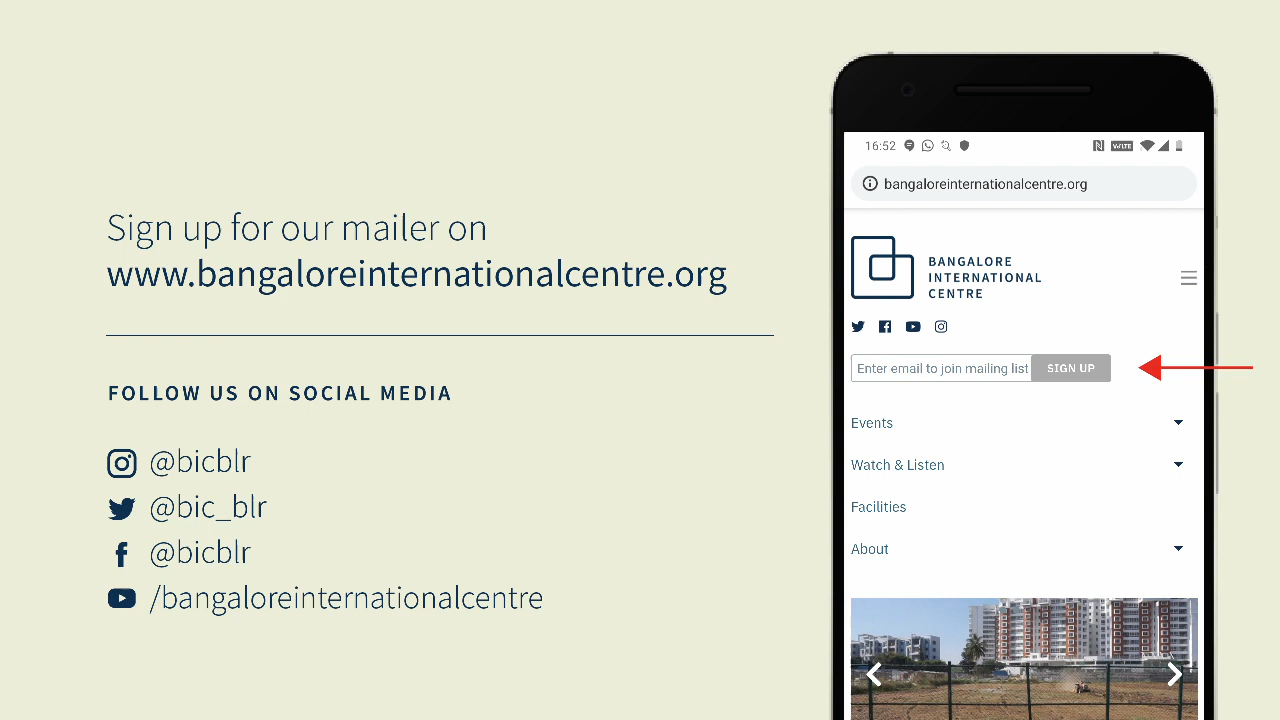 Sign up for our mailer on
www.bangaloreinternationalcentre.org
FOLLOW US ON SOCIAL MEDIA
@bicblr
@bic_blr
@bicblr
/bangaloreinternationalcentre
16:52
VoLTE
bangaloreinternationalcentre.org
BANGALORE
INTERNATIONAL
CENTRE
Enter email to join mailing list SIGN UP
Events
Watch & Listen
Facilities
About